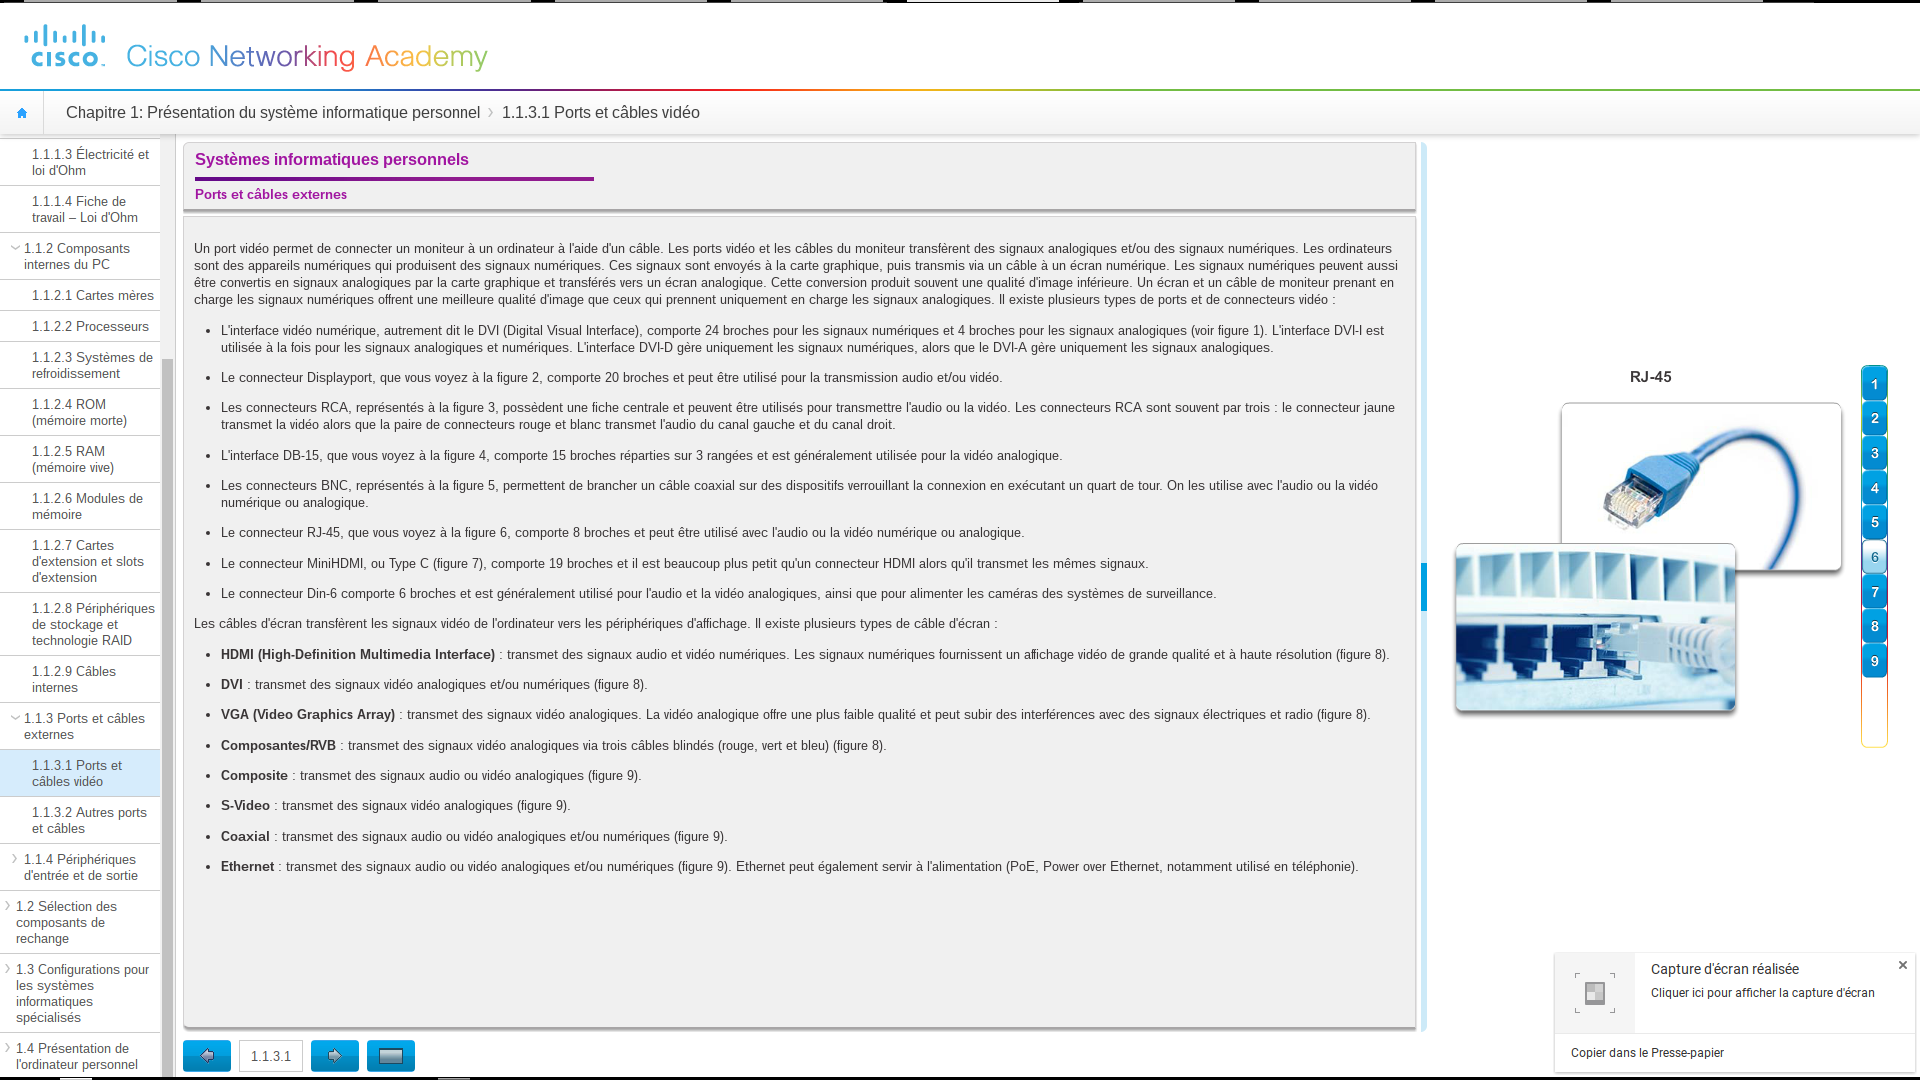 CISCO
Cisco Networking Academy
Chapitre 1: Présentation du système informatique personnel
1.1.3.1 Ports et câbles vidéo
1.1.1.3 Électricité et
loi d'Ohm
1.1.1.4 Fiche de
travail – Loi d'Ohm
1.1.2 Composants
internes du PC
1.1.2.1 Cartes mères
1.1.2.2 Processeurs
1.1.2.3 Systèmes de
refroidissement
1.1.2.4 ROM
(mémoire morte)
1.1.2.5 RAM
(mémoire vive)
1.1.2.6 Modules de
mémoire
1.1.2.7 Cartes
d'extension et slots
d'extension
1.1.2.8 Périphériques
de stockage et
technologie RAID
1.1.2.9 Câbles
internes
1.1.3 Ports et câbles
externes
1.1.3.1 Ports et
câbles vidéo
1.1.3.2 Autres ports
et câbles
1.1.4 Périphériques
d'entrée et de sortie
1.2 Sélection des
composants de
rechange
1.3 Configurations pour
les systèmes
informatiques
spécialisés
1.4 Présentation de
l'ordinateur personnel
Systèmes informatiques personnels
Ports et câbles externes
Un port vidéo permet de connecter un moniteur à un ordinateur à l'aide d'un câble. Les ports vidéo et les câbles du moniteur transfèrent des signaux analogiques et/ou des signaux numériques. Les ordinateurs
sont des appareils numériques qui produisent des signaux numériques. Ces signaux sont envoyés à la carte graphique, puis transmis via un câble à un écran numérique. Les signaux numériques peuvent aussi
être convertis en signaux analogiques par la carte graphique et transférés vers un écran analogique. Cette conversion produit souvent une qualité d'image inférieure. Un écran et un câble de moniteur prenant en
charge les signaux numériques offrent une meilleure qualité d'image que ceux qui prennent uniquement en charge les signaux analogiques. Il existe plusieurs types de ports et de connecteurs vidéo :
• L'interface vidéo numérique, autrement dit le DVI (Digital Visual Interface), comporte 24 broches pour les signaux numériques et 4 broches pour les signaux analogiques (voir figure 1). L'interface DVI-I est
utilisée à la fois pour les signaux analogiques et numériques. L'interface DVI-D gère uniquement les signaux numériques, alors que le DVI-A gère uniquement les signaux analogiques.
• Le connecteur Displayport, que vous voyez à la figure 2, comporte 20 broches et peut être utilisé pour la transmission audio et/ou vidéo.
• Les connecteurs RCA, représentés à la figure 3, possèdent une fiche centrale et peuvent être utilisés pour transmettre l'audio ou la vidéo. Les connecteurs RCA sont souvent par trois : le connecteur jaune
transmet la vidéo alors que la paire de connecteurs rouge et blanc transmet l'audio du canal gauche et du canal droit.
• L'interface DB-15, que vous voyez à la figure 4, comporte 15 broches réparties sur 3 rangées et est généralement utilisée pour la vidéo analogique.
• Les connecteurs BNC, représentés à la figure 5, permettent de brancher un câble coaxial sur des dispositifs verrouillant la connexion en exécutant un quart de tour. On les utilise avec l'audio ou la vidéo
numérique ou analogique.
• Le connecteur RJ-45, que vous voyez à la figure 6, comporte 8 broches et peut être utilisé avec l'audio ou la vidéo numérique ou analogique.
• Le connecteur MiniHDMI, ou Type C (figure 7), comporte 19 broches et il est beaucoup plus petit qu'un connecteur HDMI alors qu'il transmet les mêmes signaux.
• Le connecteur Din-6 comporte 6 broches et est généralement utilisé pour l'audio et la vidéo analogiques, ainsi que pour alimenter les caméras des systèmes de surveillance.
Les câbles d'écran transfèrent les signaux vidéo de l'ordinateur vers les périphériques d'affichage. Il existe plusieurs types de câble d'écran :
• HDMI (High-Definition Multimedia Interface) : transmet des signaux audio et vidéo numériques. Les signaux numériques fournissent un affichage vidéo de grande qualité et à haute résolution (figure 8).
• DVI : transmet des signaux vidéo analogiques et/ou numériques (figure 8).
• VGA (Video Graphics Array) : transmet des signaux vidéo analogiques. La vidéo analogique offre une plus faible qualité et peut subir des interférences avec des signaux électriques et radio (figure 8).
• Composantes/RVB : transmet des signaux vidéo analogiques via trois câbles blindés (rouge, vert et bleu) (figure 8).
• Composite : transmet des signaux audio ou vidéo analogiques (figure 9).
• S-Video : transmet des signaux vidéo analogiques (figure 9).
• Coaxial : transmet des signaux audio ou vidéo analogiques et/ou numériques (figure 9).
• Ethernet : transmet des signaux audio ou vidéo analogiques et/ou numériques (figure 9). Ethernet peut également servir à l'alimentation (PoE, Power over Ethernet, notamment utilisé en téléphonie).
1.1.3.1
RJ-45
1
2
3
4
5
6
7
8
9
Capture d'écran réalisée
Cliquer ici pour afficher la capture d'écran
Copier dans le Presse-papier